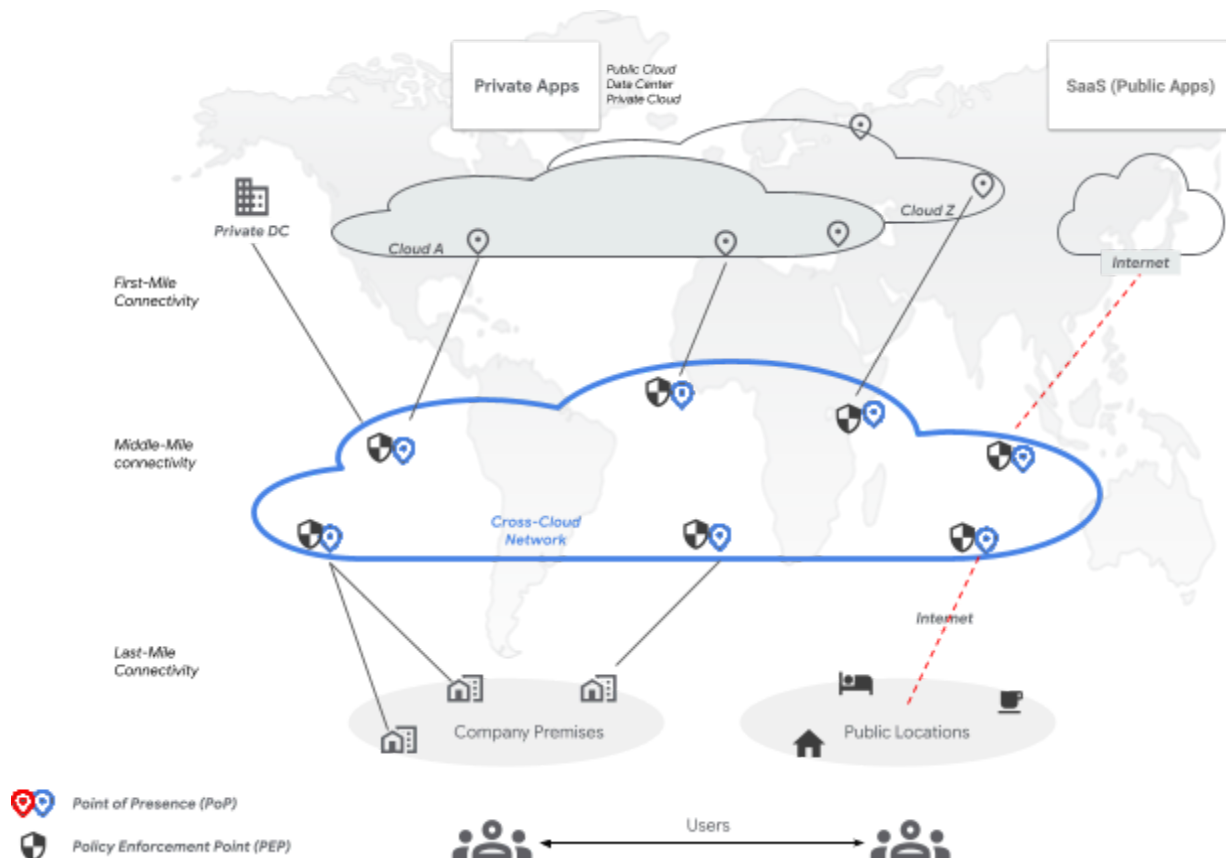 Private Apps
Public Cloud
Data Center
Private Cloud
SaaS (Public Apps)
Private DC
Cloud A
Cloud Z
Internet
First-Mile
Connectivity
Middle-Mile
connectivity
Cross-Cloud
Network
Internet
Last-Mile
Connectivity
Company Premises
Public Locations
Point of Presence (PoP)
Users
Policy Enforcement Point (PEP)